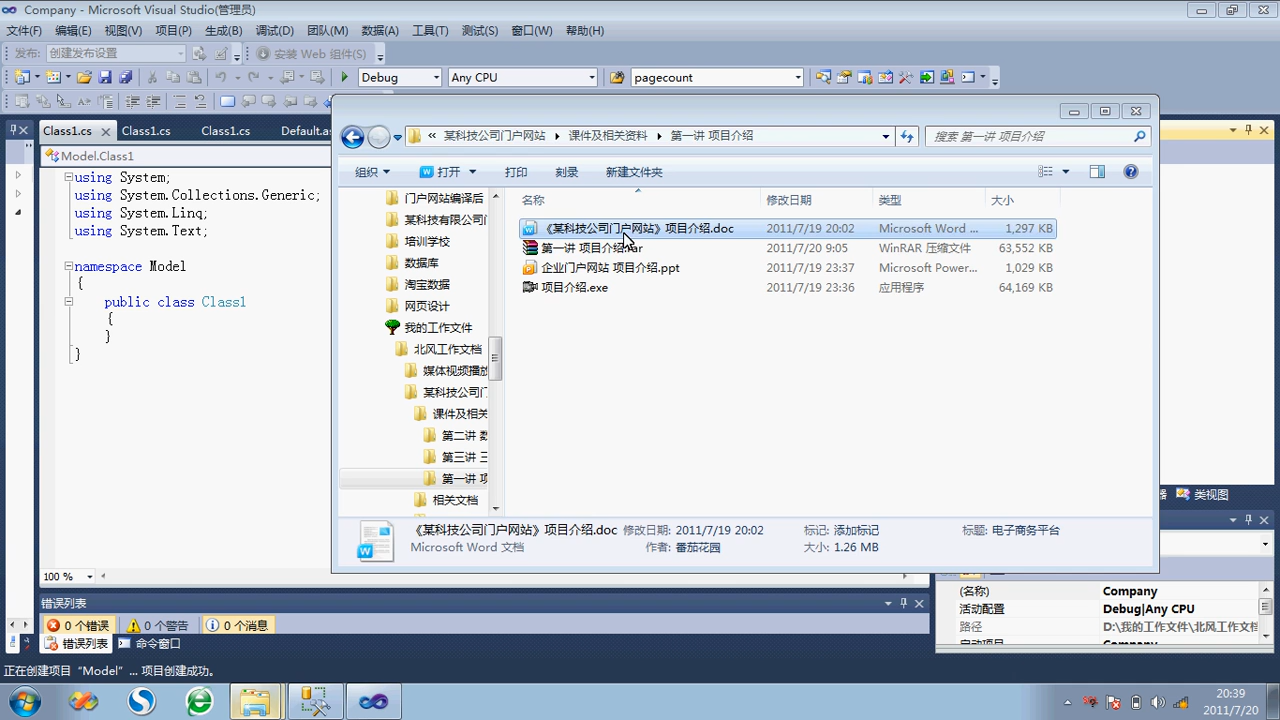 Company - Microsoft Visual Studio(管理员)
文件(F) 编辑(E) 视图(V) 项目(P) 生成(B) 调试(D) 团队(M) 数据(A) 工具(T) 测试(S) 窗口(W) 帮助(H)
发布: 创建发布设置 安装 Web 组件(S)
Debug Any CPU pagecount
Class1.cs Class1.cs Class1.cs Default.as
Model.Class1
using System;
using System.Collections.Generic;
using System.Linq;
using System.Text;
namespace Model
{
public class Class1
{
}
}
100 %
« 某科技公司门户网站 课件及相关资料 第一讲 项目介绍
搜索 第一讲 项目介绍
组织 打开 打印 刻录 新建文件夹
门户网站编译后
某科技有限公司门
培训学校
数据库
淘宝数据
网页设计
我的工作文件
北风工作文档
媒体视频播放
某科技公司门
课件及相关
第二讲 数
第三讲 三
第一讲 项
相关文档
名称 修改日期 类型 大小
《某科技公司门户网站》项目介绍.doc 2011/7/19 20:02 Microsoft Word ... 1,297 KB
第一讲 项目介绍.rar 2011/7/20 9:05 WinRAR 压缩文件 63,552 KB
企业门户网站 项目介绍.ppt 2011/7/19 23:37 Microsoft Power... 1,029 KB
项目介绍.exe 2011/7/19 23:36 应用程序 64,169 KB
《某科技公司门户网站》项目介绍.doc 修改日期: 2011/7/19 20:02 标记: 添加标记 标题: 电子商务平台
Microsoft Word 文档 作者: 番茄花园 大小: 1.26 MB
类视图
(名称) Company
活动配置 Debug|Any CPU
路径 D:\我的工作文件\北风工作文档
启动项目 Company
错误列表
0 个错误 0 个警告 0 个消息
错误列表 命令窗口
正在创建项目 "Model" ... 项目创建成功。
20:39
2011/7/20